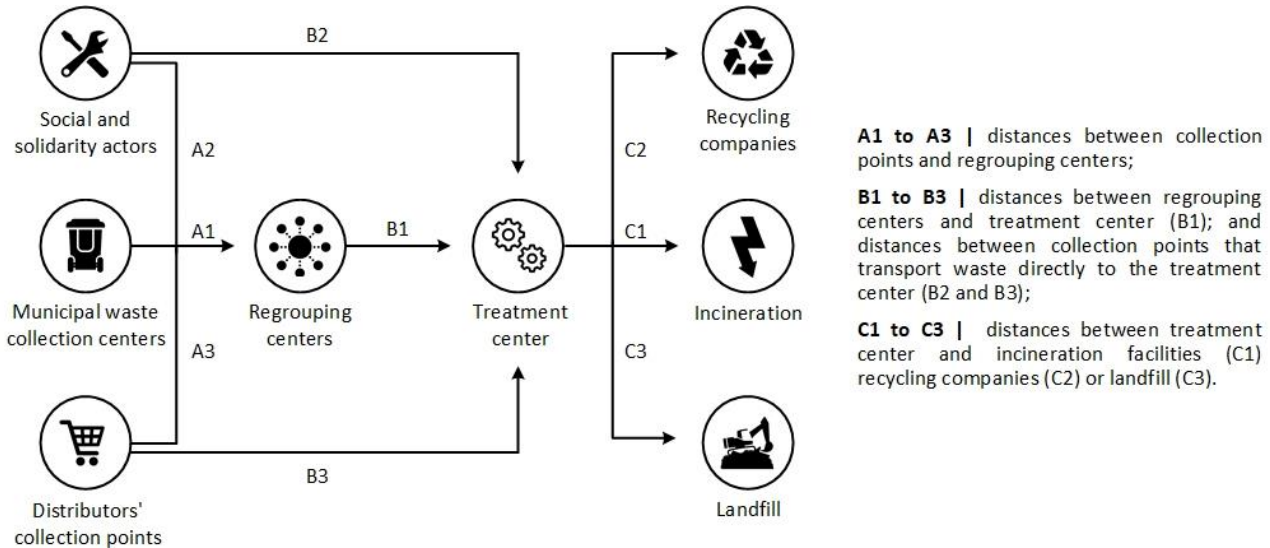 B2
Social and
solidarity actors
Recycling
companies
A2
C2
A1
B1
C1
Municipal waste
collection centers
Regrouping
centers
Treatment
center
Incineration
A3
C3
B3
Distributors'
collection points
Landfill
A1 to A3 | distances between collection
points and regrouping centers;
B1 to B3 | distances between regrouping
centers and treatment center (B1); and
distances between collection points that
transport waste directly to the treatment
center (B2 and B3);
C1 to C3 | distances between treatment
center and incineration facilities (C1)
recycling companies (C2) or landfill (C3).